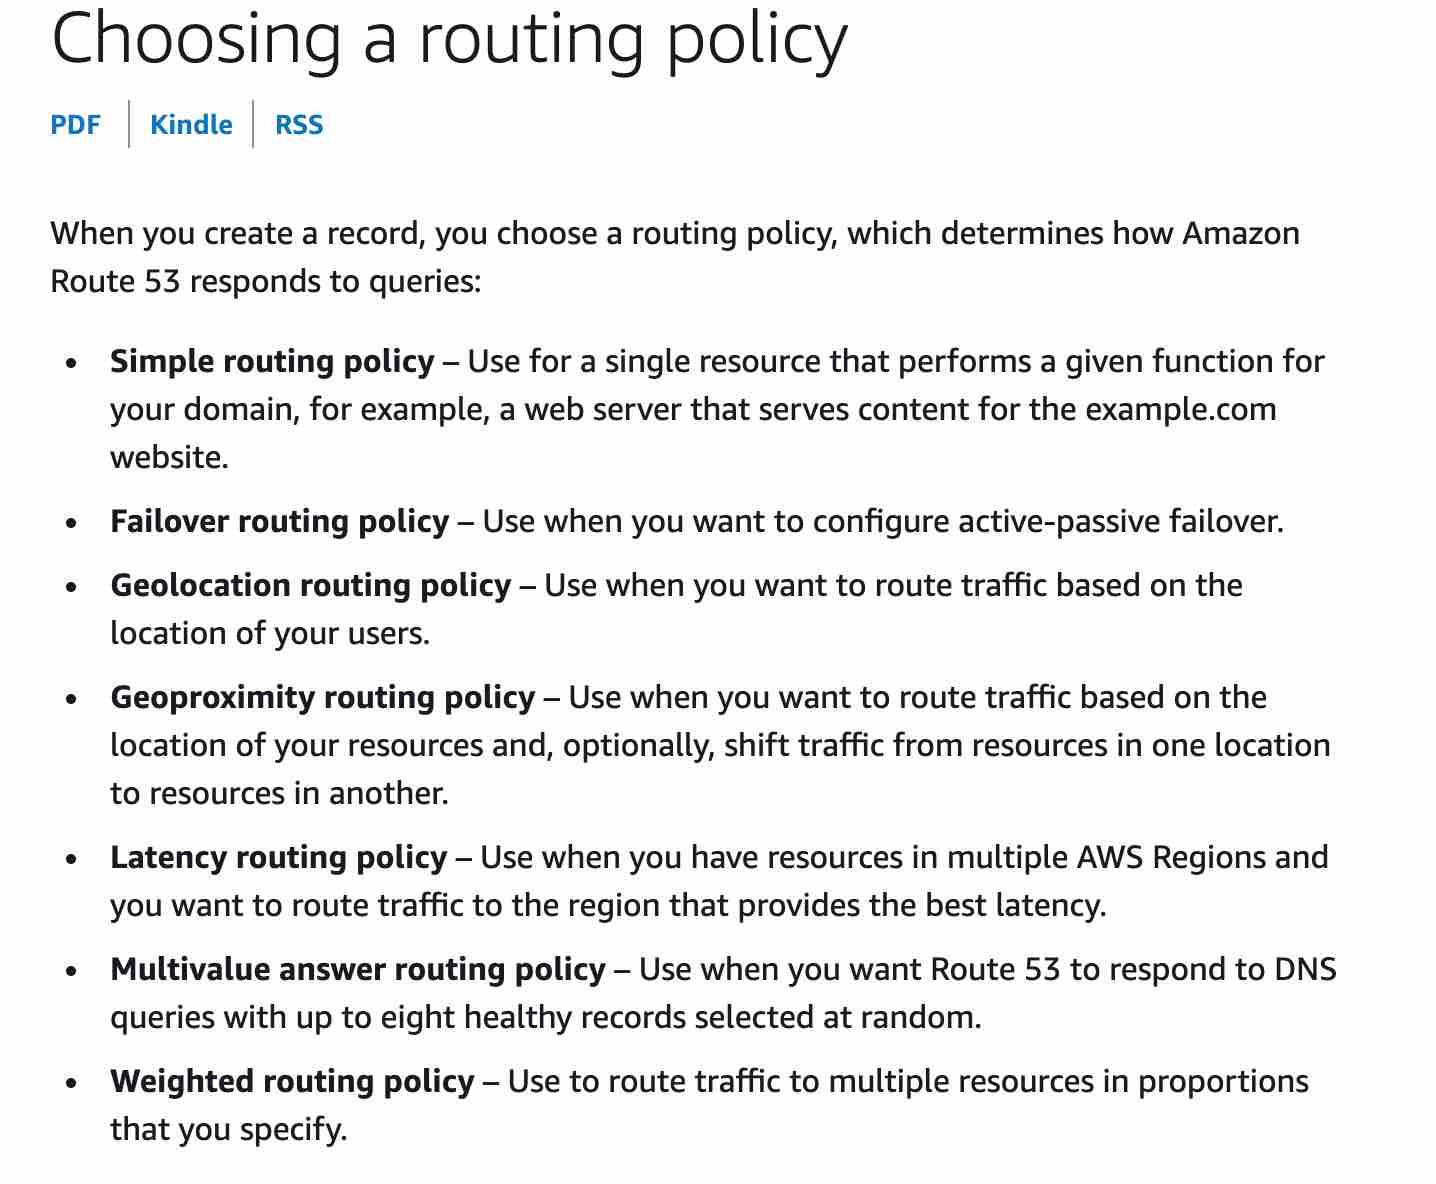 Choosing a routing policy
PDF | Kindle | RSS
When you create a record, you choose a routing policy, which determines how Amazon
Route 53 responds to queries:
• Simple routing policy – Use for a single resource that performs a given function for
your domain, for example, a web server that serves content for the example.com
website.
• Failover routing policy – Use when you want to configure active-passive failover.
• Geolocation routing policy – Use when you want to route traffic based on the
location of your users.
• Geoproximity routing policy – Use when you want to route traffic based on the
location of your resources and, optionally, shift traffic from resources in one location
to resources in another.
• Latency routing policy – Use when you have resources in multiple AWS Regions and
you want to route traffic to the region that provides the best latency.
• Multivalue answer routing policy – Use when you want Route 53 to respond to DNS
queries with up to eight healthy records selected at random.
• Weighted routing policy – Use to route traffic to multiple resources in proportions
that you specify.